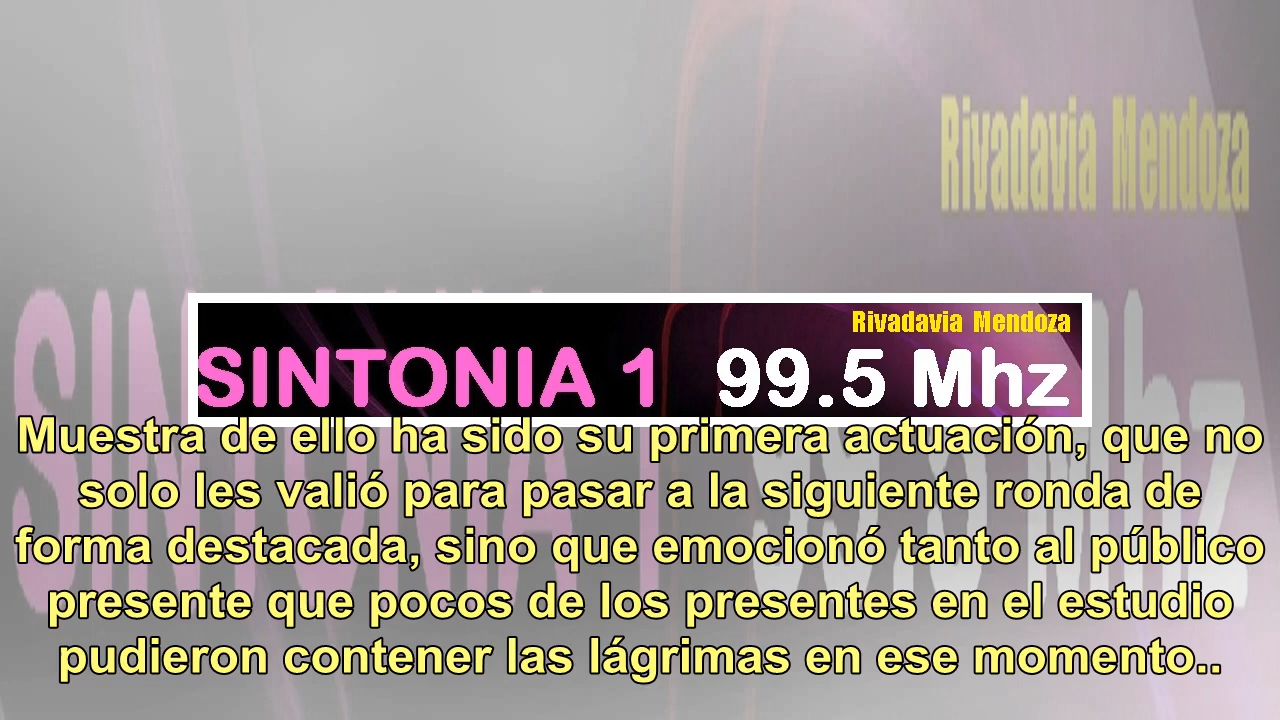 Rivadavia Mendoza
Rivadavia Mendoza
SINTONIA 1 99.5 Mhz
Muestra de ello ha sido su primera actuación, que no
solo les valió para pasar a la siguiente ronda de
forma destacada, sino que emocionó tanto al público
presente que pocos de los presentes en el estudio
pudieron contener las lágrimas en ese momento..